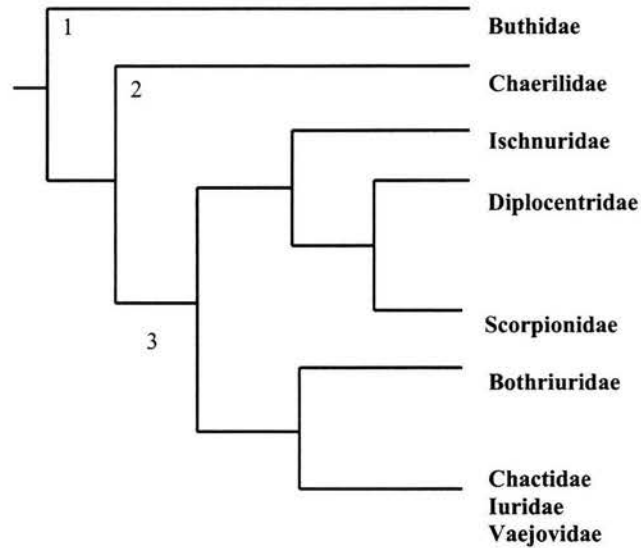 1
Buthidae
2
Chaerilidae
Ischnuridae
Diplocentridae
3
Scorpionidae
Bothriuridae
Chactidae
Iuridae
Vaejovidae